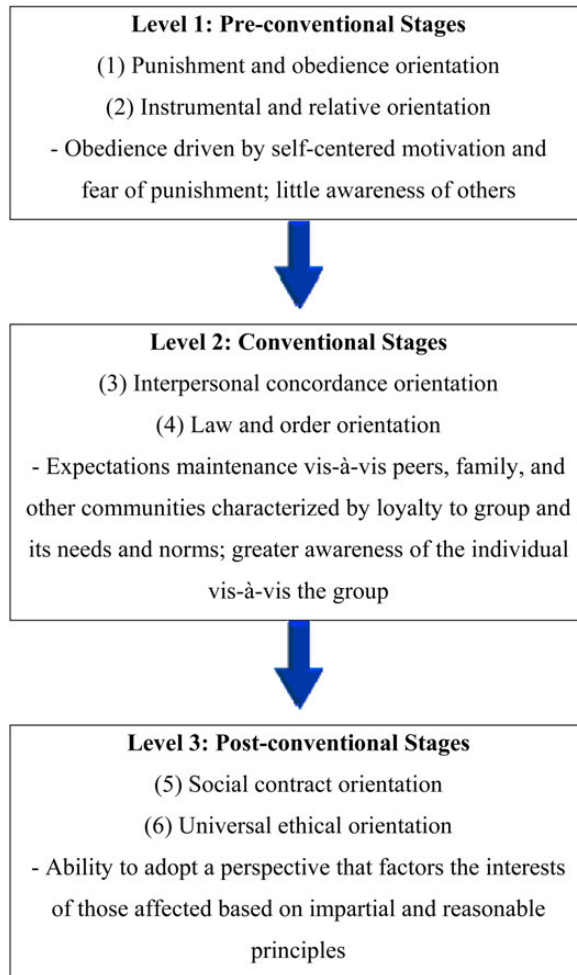 Level 1: Pre-conventional Stages
(1) Punishment and obedience orientation
(2) Instrumental and relative orientation
- Obedience driven by self-centered motivation and
fear of punishment; little awareness of others
Level 2: Conventional Stages
(3) Interpersonal concordance orientation
(4) Law and order orientation
- Expectations maintenance vis-à-vis peers, family, and
other communities characterized by loyalty to group and
its needs and norms; greater awareness of the individual
vis-à-vis the group
Level 3: Post-conventional Stages
(5) Social contract orientation
(6) Universal ethical orientation
- Ability to adopt a perspective that factors the interests
of those affected based on impartial and reasonable
principles